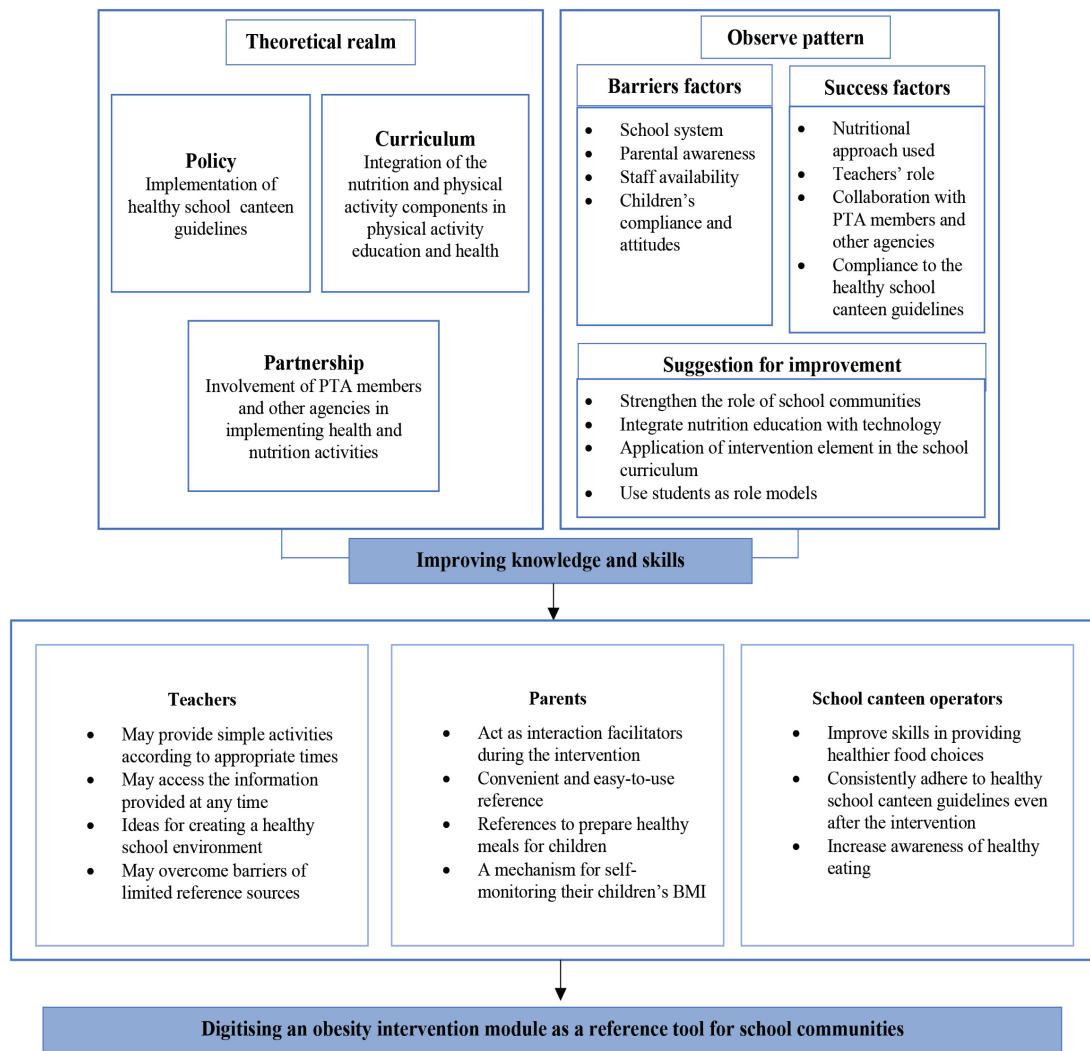 Theoretical realm
Policy
Implementation of
healthy school canteen
guidelines
Curriculum
Integration of the
nutrition and physical
activity components in
physical activity
education and health
Partnership
Involvement of PTA members
and other agencies in
implementing health and
nutrition activities
Observe pattern
Barriers factors
• School system
• Parental awareness
• Staff availability
• Children's
compliance and
attitudes
Success factors
• Nutritional
approach used
• Teachers' role
• Collaboration with
PTA members and
other agencies
• Compliance to the
healthy school
canteen guidelines
Suggestion for improvement
• Strengthen the role of school communities
• Integrate nutrition education with technology
• Application of intervention element in the school
curriculum
• Use students as role models
Improving knowledge and skills
Teachers
• May provide simple activities
according to appropriate times
• May access the information
provided at any time
• Ideas for creating a healthy
school environment
• May overcome barriers of
limited reference sources
Parents
• Act as interaction facilitators
during the intervention
• Convenient and easy-to-use
reference
• References to prepare healthy
meals for children
• A mechanism for self-
monitoring their children's BMI
School canteen operators
• Improve skills in providing
healthier food choices
• Consistently adhere to healthy
school canteen guidelines even
after the intervention
• Increase awareness of healthy
eating
Digitising an obesity intervention module as a reference tool for school communities